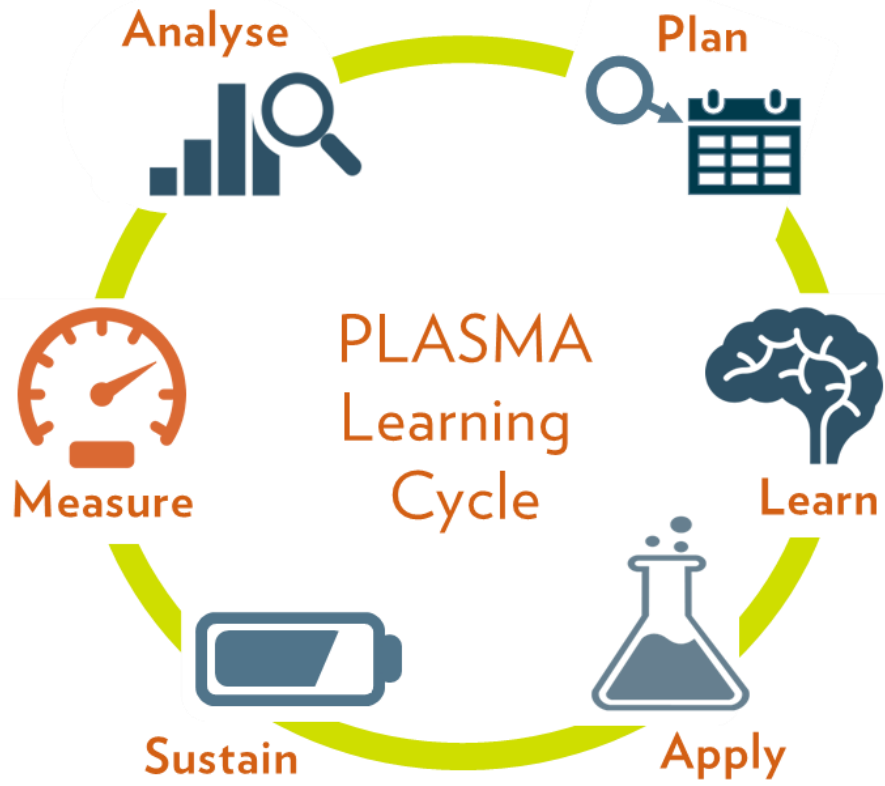 Analyse
Plan
PLASMA
Learning
Cycle
Measure
Learn
Sustain
Apply